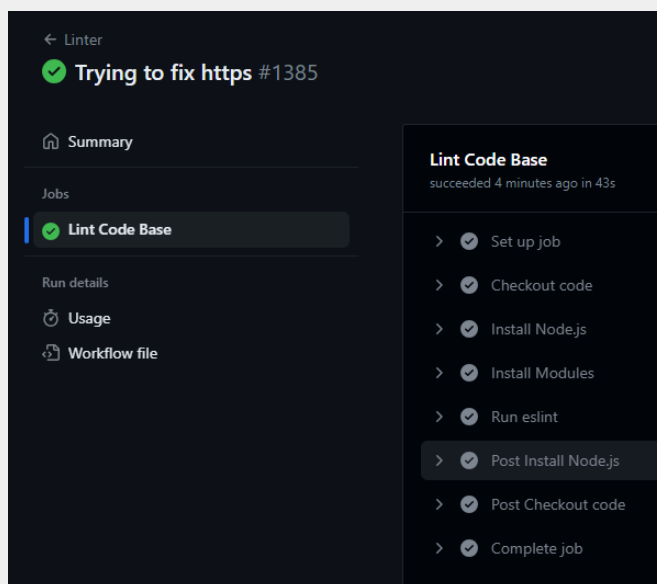 Linter
Trying to fix https #1385
Summary
Jobs
Lint Code Base
Run details
Usage
Workflow file
Lint Code Base
succeeded 4 minutes ago in 43s
Set up job
Checkout code
Install Node.js
Install Modules
Run eslint
Post Install Node.js
Post Checkout code
Complete job